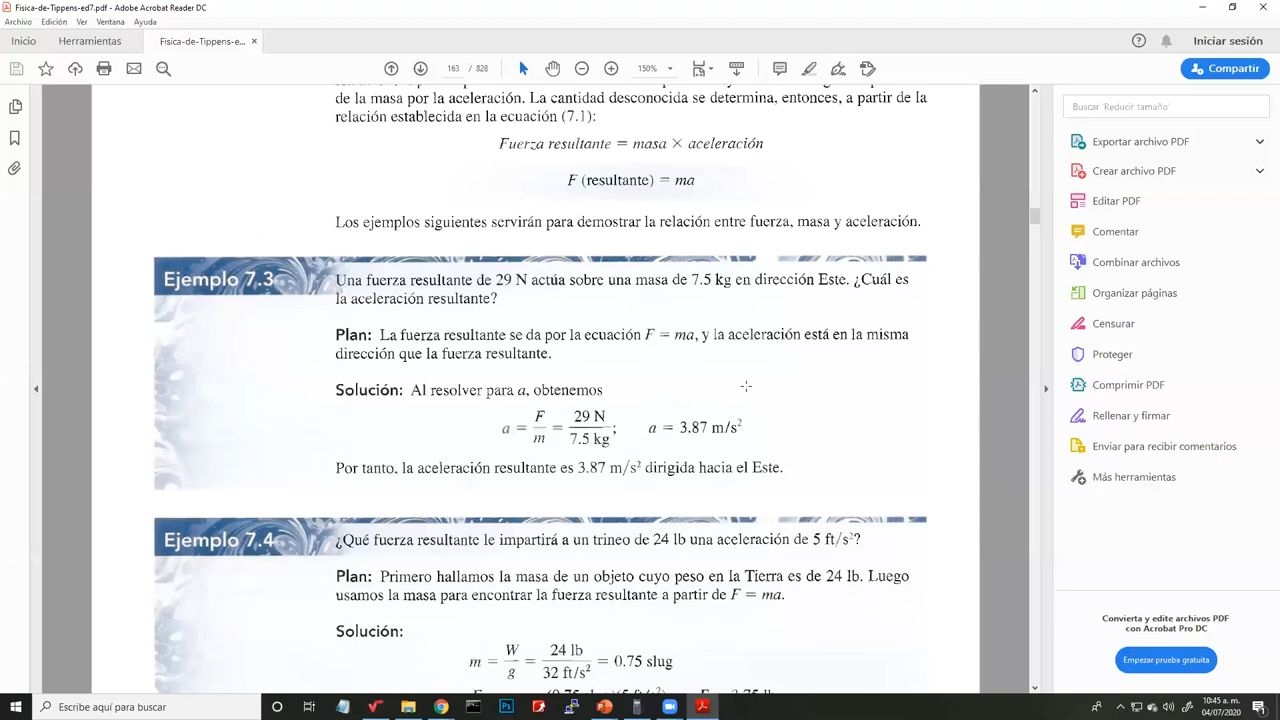 Fisica-de-Tippens-ed7.pdf - Adobe Acrobat Reader DC
Archivo Edición Ver Ventana Ayuda
Inicio Herramientas Fisica-de-Tippens-e... × Iniciar sesión
163 / 828 150% Compartir
de la masa por la aceleración. La cantidad desconocida se determina, entonces, a partir de la
relación establecida en la ecuación (7.1):
Fuerza resultante = masa × aceleración
F (resultante) = ma
Los ejemplos siguientes servirán para demostrar la relación entre fuerza, masa y aceleración.
Ejemplo 7.3
Una fuerza resultante de 29 N actúa sobre una masa de 7.5 kg en dirección Este. ¿Cuál es
la aceleración resultante?
Plan: La fuerza resultante se da por la ecuación F = ma, y la aceleración está en la misma
dirección que la fuerza resultante.
Solución: Al resolver para a, obtenemos
a = F/m = 29 N/7.5 kg; a = 3.87 m/s²
Por tanto, la aceleración resultante es 3.87 m/s² dirigida hacia el Este.
Ejemplo 7.4
¿Qué fuerza resultante le impartirá a un trineo de 24 lb una aceleración de 5 ft/s²?
Plan: Primero hallamos la masa de un objeto cuyo peso en la Tierra es de 24 lb. Luego
usamos la masa para encontrar la fuerza resultante a partir de F = ma.
Solución:
m = W/g = 24 lb/32 ft/s² = 0.75 slug
Buscar 'Reducir tamaño'
Exportar archivo PDF
Crear archivo PDF
Editar PDF
Comentar
Combinar archivos
Organizar páginas
Censurar
Proteger
Comprimir PDF
Rellenar y firmar
Enviar para recibir comentarios
Más herramientas
Convierta y edite archivos PDF
con Acrobat Pro DC
Empezar prueba gratuita
Escribe aquí para buscar
10:45 a. m.
04/07/2020